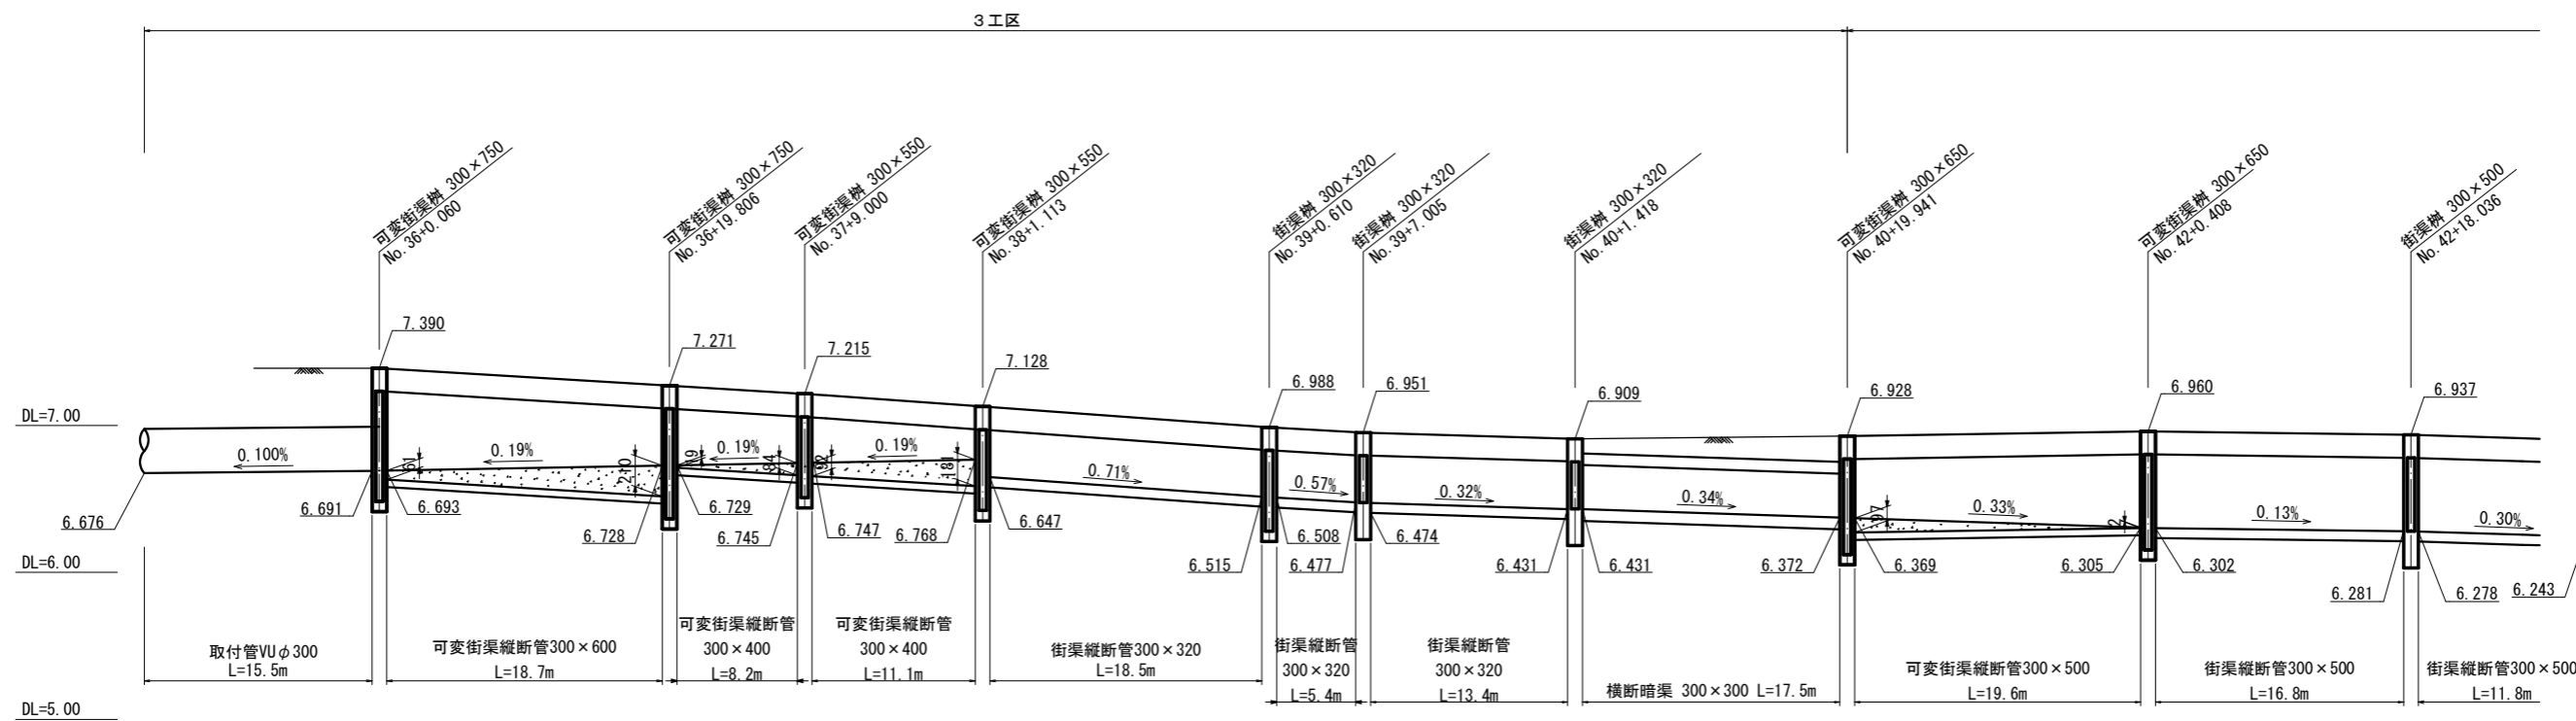 3工区
可変街渠桝 300×750
No.36+0.060
可変街渠桝 300×750
No.36+19.806
可変街渠桝 300×550
No.37+9.000
可変街渠桝 300×550
No.38+1.113
街渠桝 300×320
No.39+0.610
街渠桝 300×320
No.39+7.005
街渠桝 300×320
No.40+1.418
可変街渠桝 300×650
No.40+19.941
可変街渠桝 300×650
No.42+0.408
街渠桝 300×500
No.42+18.036
7.390
7.271
7.215
7.128
6.988
6.951
6.909
6.928
6.960
6.937
DL=7.00
0.100%
61
0.19%
210
19
0.19%
84
92
0.19%
181
0.71%
0.57%
0.32%
0.34%
97
0.33%
2
0.13%
0.30%
6.676
6.691
6.693
6.728
6.729
6.745
6.747
6.768
6.647
6.515
6.508
6.477
6.474
6.431
6.431
6.372
6.369
6.305
6.302
6.281
6.278
6.243
DL=6.00
取付管VUφ300
L=15.5m
可変街渠縦断管300×600
L=18.7m
可変街渠縦断管
300×400
L=8.2m
可変街渠縦断管
300×400
L=11.1m
街渠縦断管300×320
L=18.5m
街渠縦断管
300×320
L=5.4m
街渠縦断管
300×320
L=13.4m
横断暗渠 300×300 L=17.5m
可変街渠縦断管300×500
L=19.6m
街渠縦断管300×500
L=16.8m
街渠縦断管300×500
L=11.8m
DL=5.00